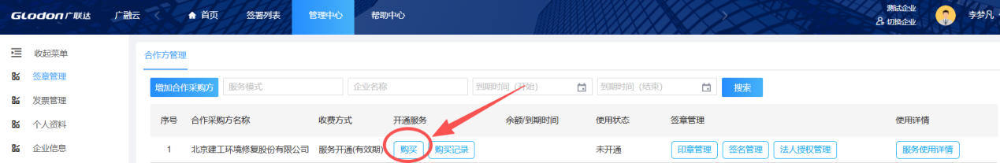 GLodon广联达 广融云 首页 签署列表 管理中心 帮助中心 测试企业 切换企业 李梦凡
收起菜单
签章管理
发票管理
个人资料
企业信息
合作方管理
增加合作采购方 服务模式 企业名称 到期时间（开始） 到期时间（结束） 搜索
序号 合作采购方名称 收费方式 开通服务 余额/到期时间 使用状态 签章管理 使用详情
1 北京建工环境修复股份有限公司 服务开通(有效期) 购买 购买记录 未开通 印章管理 签名管理 法人授权管理 服务使用详情